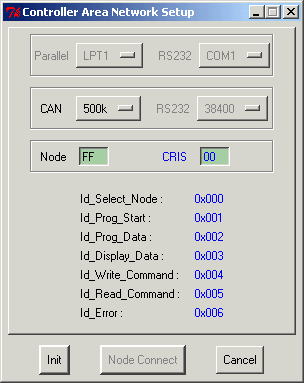 Controller Area Network Setup
Parallel LPT1 RS232 COM1
CAN 500k RS232 38400
Node FF CRIS 00
Id_Select_Node : 0x000
Id_Prog_Start : 0x001
Id_Prog_Data : 0x002
Id_Display_Data : 0x003
Id_Write_Command : 0x004
Id_Read_Command : 0x005
Id_Error : 0x006
Init Node Connect Cancel